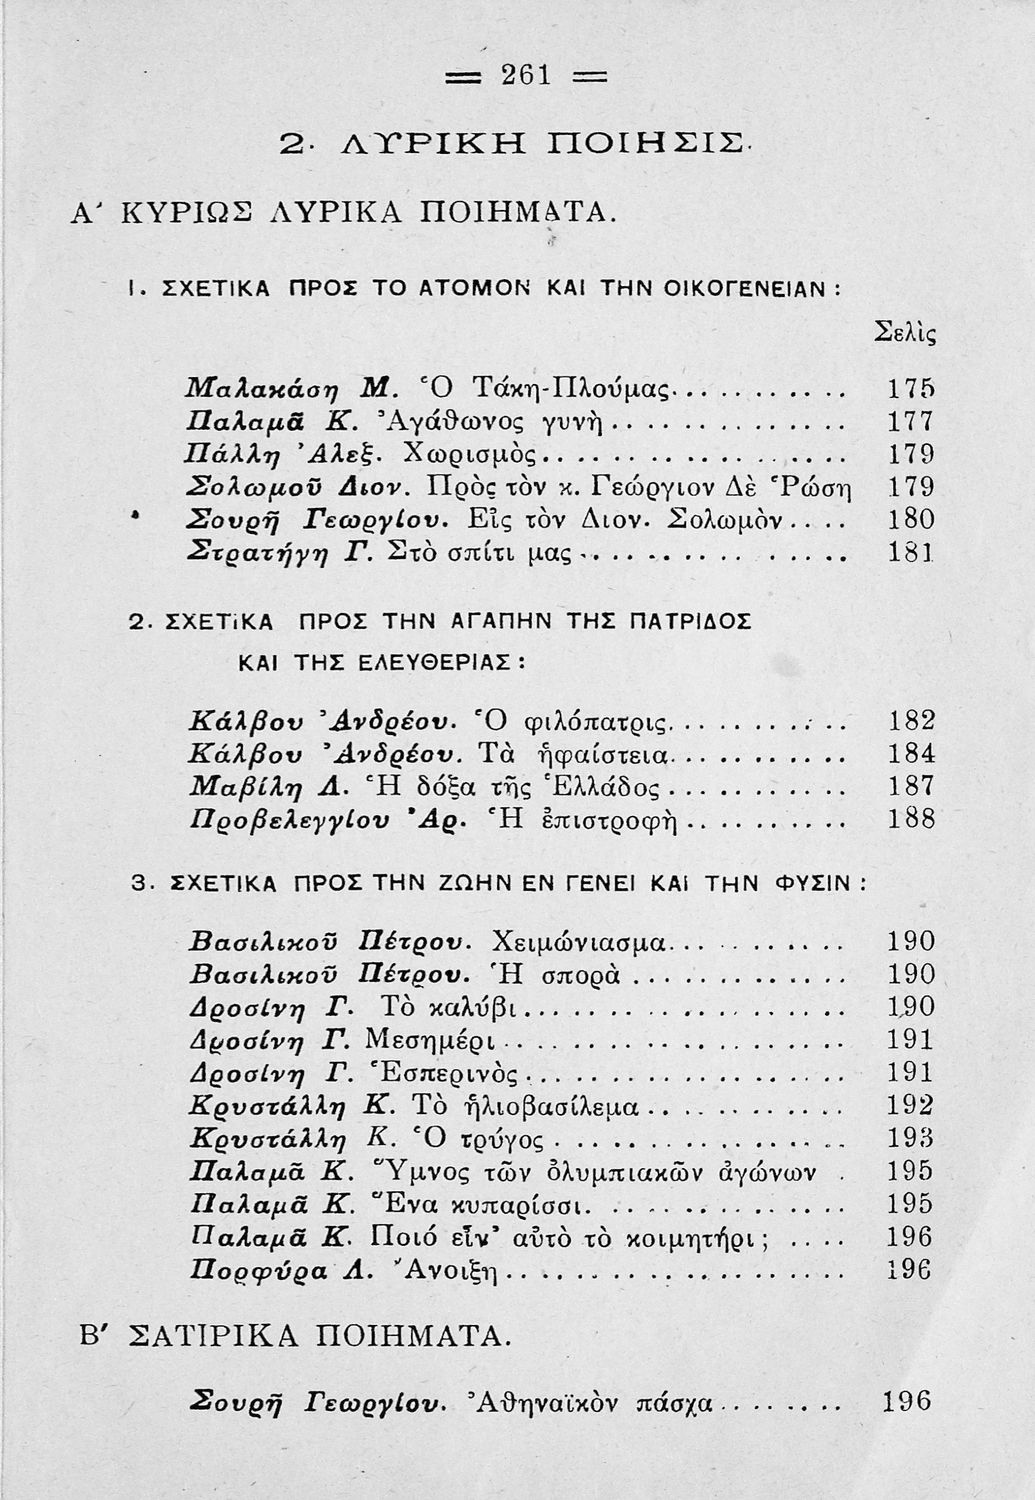 = 261 =
2. ΛΥΡΙΚΗ ΠΟΙΗΣΙΣ.
Α' ΚΥΡΙΩΣ ΛΥΡΙΚΑ ΠΟΙΗΜΑΤΑ.
1. ΣΧΕΤΙΚΑ ΠΡΟΣ ΤΟ ΑΤΟΜΟΝ ΚΑΙ ΤΗΝ ΟΙΚΟΓΕΝΕΙΑΝ :
Σελὶς
Μαλακάση Μ. Ὁ Τάκη-Πλούμας........... 175
Παλαμᾶ Κ. Ἀγάθωνος γυνὴ.............. 177
Πάλλη Ἀλεξ. Χωρισμὸς................. 179
Σολωμοῦ Διον. Πρὸς τὸν κ. Γεώργιον Δὲ Ῥώση 179
Σουρῆ Γεωργίου. Εἰς τὸν Διον. Σολωμὸν.... 180
Στρατήγη Γ. Στὸ σπίτι μας............... 181
2. ΣΧΕΤΙΚΑ ΠΡΟΣ ΤΗΝ ΑΓΑΠΗΝ ΤΗΣ ΠΑΤΡΙΔΟΣ
ΚΑΙ ΤΗΣ ΕΛΕΥΘΕΡΙΑΣ :
Κάλβου Ἀνδρέου. Ὁ φιλόπατρις........... 182
Κάλβου Ἀνδρέου. Τὰ ἡφαίστεια........... 184
Μαβίλη Λ. Ἡ δόξα τῆς Ἑλλάδος........... 187
Προβελεγγίου Ἀρ. Ἡ ἐπιστροφὴ.......... 188
3. ΣΧΕΤΙΚΑ ΠΡΟΣ ΤΗΝ ΖΩΗΝ ΕΝ ΓΕΝΕΙ ΚΑΙ ΤΗΝ ΦΥΣΙΝ :
Βασιλικοῦ Πέτρου. Χειμώνιασμα........... 190
Βασιλικοῦ Πέτρου. Ἡ σπορὰ............. 190
Δροσίνη Γ. Τὸ καλύβι.................... 190
Δροσίνη Γ. Μεσημέρι.................... 191
Δροσίνη Γ. Ἑσπερινὸς................... 191
Κρυστάλλη Κ. Τὸ ἡλιοβασίλεμα............ 192
Κρυστάλλη Κ. Ὁ τρύγος................. 193
Παλαμᾶ Κ. Ὕμνος τῶν ὀλυμπιακῶν ἀγώνων . 195
Παλαμᾶ Κ. Ἕνα κυπαρίσσι............... 195
Παλαμᾶ Κ. Ποιό εἶν' αὐτὸ τὸ κοιμητήρι; .... 196
Πορφύρα Λ. Ἄνοιξη..................... 196
Β' ΣΑΤΙΡΙΚΑ ΠΟΙΗΜΑΤΑ.
Σουρῆ Γεωργίου. Ἀθηναϊκὸν πάσχα......... 196